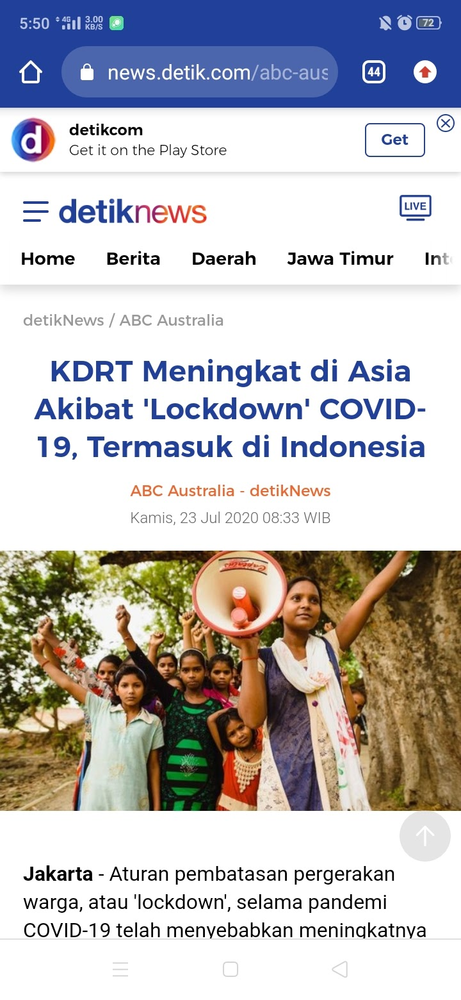 5:50 4G 3.00 KB/S 72
news.detik.com/abc-aus 44
detikcom
Get it on the Play Store
Get
detiknews
LIVE
Home Berita Daerah Jawa Timur Inte
detikNews / ABC Australia
KDRT Meningkat di Asia
Akibat 'Lockdown' COVID-
19, Termasuk di Indonesia
ABC Australia - detikNews
Kamis, 23 Jul 2020 08:33 WIB
Jakarta - Aturan pembatasan pergerakan
warga, atau 'lockdown', selama pandemi
COVID-19 telah menyebabkan meningkatnya